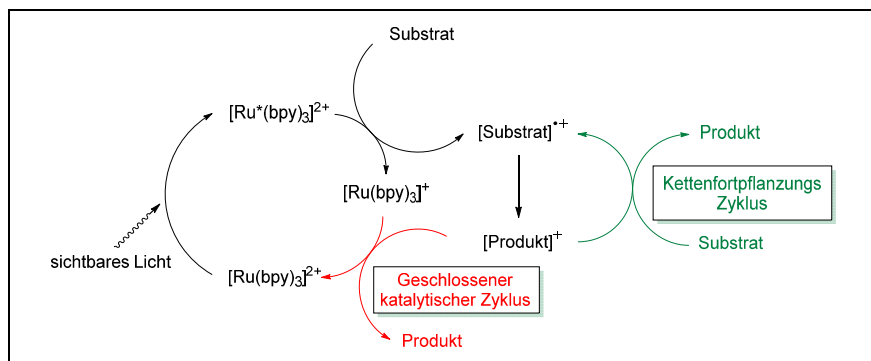 Substrat
[Ru*(bpy)₃]²⁺
[Substrat]•⁺
Produkt
[Ru(bpy)₃]⁺
Kettenfortpflanzungs
Zyklus
[Produkt]⁺
Substrat
sichtbares Licht
[Ru(bpy)₃]²⁺
Geschlossener
katalytischer Zyklus
Produkt